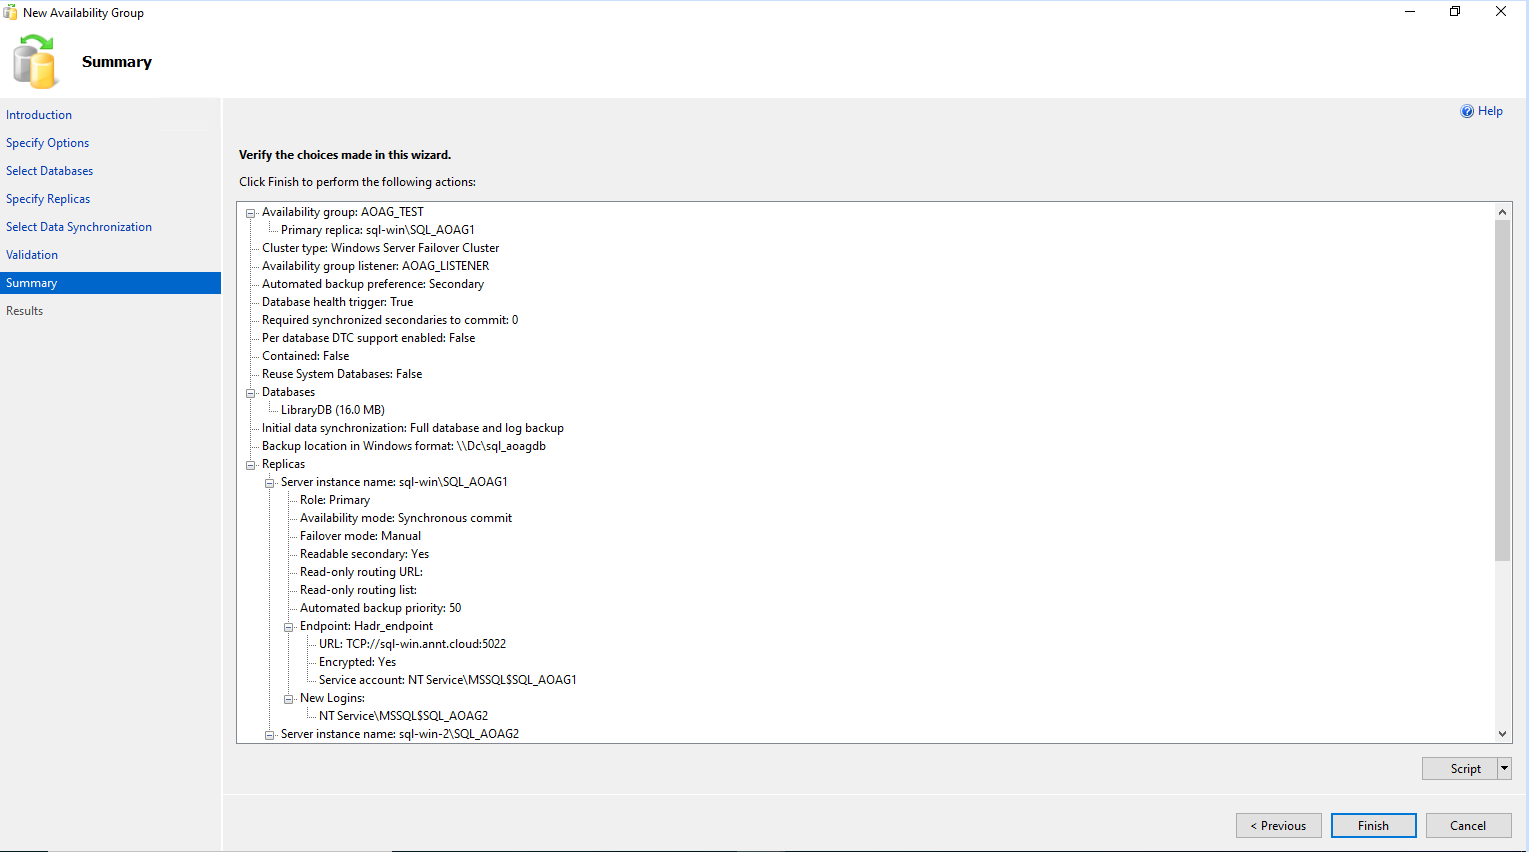 New Availability Group
Summary
Introduction
Specify Options
Select Databases
Specify Replicas
Select Data Synchronization
Validation
Summary
Results
Help
Verify the choices made in this wizard.
Click Finish to perform the following actions:
Availability group: AOAG_TEST
Primary replica: sql-win\SQL_AOAG1
Cluster type: Windows Server Failover Cluster
Availability group listener: AOAG_LISTENER
Automated backup preference: Secondary
Database health trigger: True
Required synchronized secondaries to commit: 0
Per database DTC support enabled: False
Contained: False
Reuse System Databases: False
Databases
LibraryDB (16.0 MB)
Initial data synchronization: Full database and log backup
Backup location in Windows format: \\Dc\sql_aoagdb
Replicas
Server instance name: sql-win\SQL_AOAG1
Role: Primary
Availability mode: Synchronous commit
Failover mode: Manual
Readable secondary: Yes
Read-only routing URL:
Read-only routing list:
Automated backup priority: 50
Endpoint: Hadr_endpoint
URL: TCP://sql-win.annt.cloud:5022
Encrypted: Yes
Service account: NT Service\MSSQL$SQL_AOAG1
New Logins:
NT Service\MSSQL$SQL_AOAG2
Server instance name: sql-win-2\SQL_AOAG2
Script
< Previous
Finish
Cancel